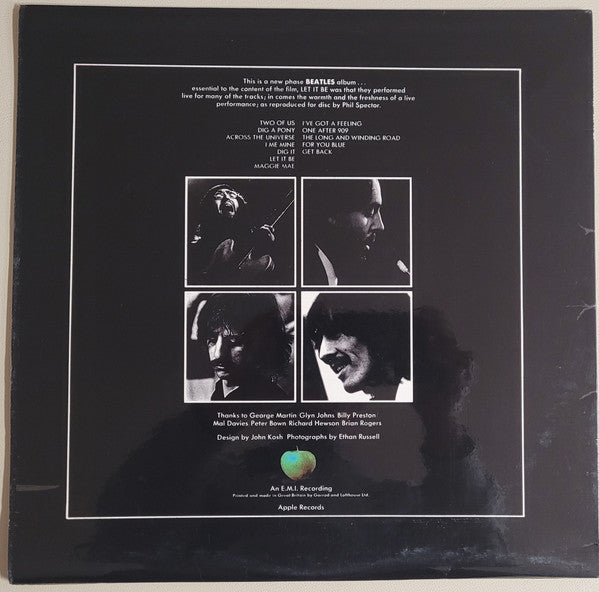 This is a new phase BEATLES album . . .
essential to the content of the film, LET IT BE was that they performed
live for many of the tracks; in comes the warmth and the freshness of a live
performance; as reproduced for disc by Phil Spector.
TWO OF US
DIG A PONY
ACROSS THE UNIVERSE
I ME MINE
DIG IT
LET IT BE
MAGGIE MAE
I'VE GOT A FEELING
ONE AFTER 909
THE LONG AND WINDING ROAD
FOR YOU BLUE
GET BACK
Thanks to George Martin Glyn Johns Billy Preston
Mal Davies Peter Bown Richard Hewson Brian Rogers
Design by John Kosh Photographs by Ethan Russell
An E.M.I. Recording
Printed and made in Great Britain by Garrod and Lofthouse Ltd.
Apple Records